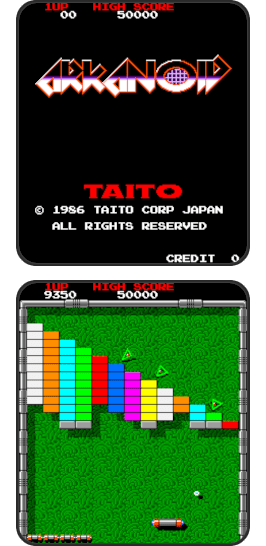 1UP HIGH SCORE
00 50000
ARKANOID
TAITO
© 1986 TAITO CORP JAPAN
ALL RIGHTS RESERVED
CREDIT 0
1UP HIGH SCORE
9350 50000